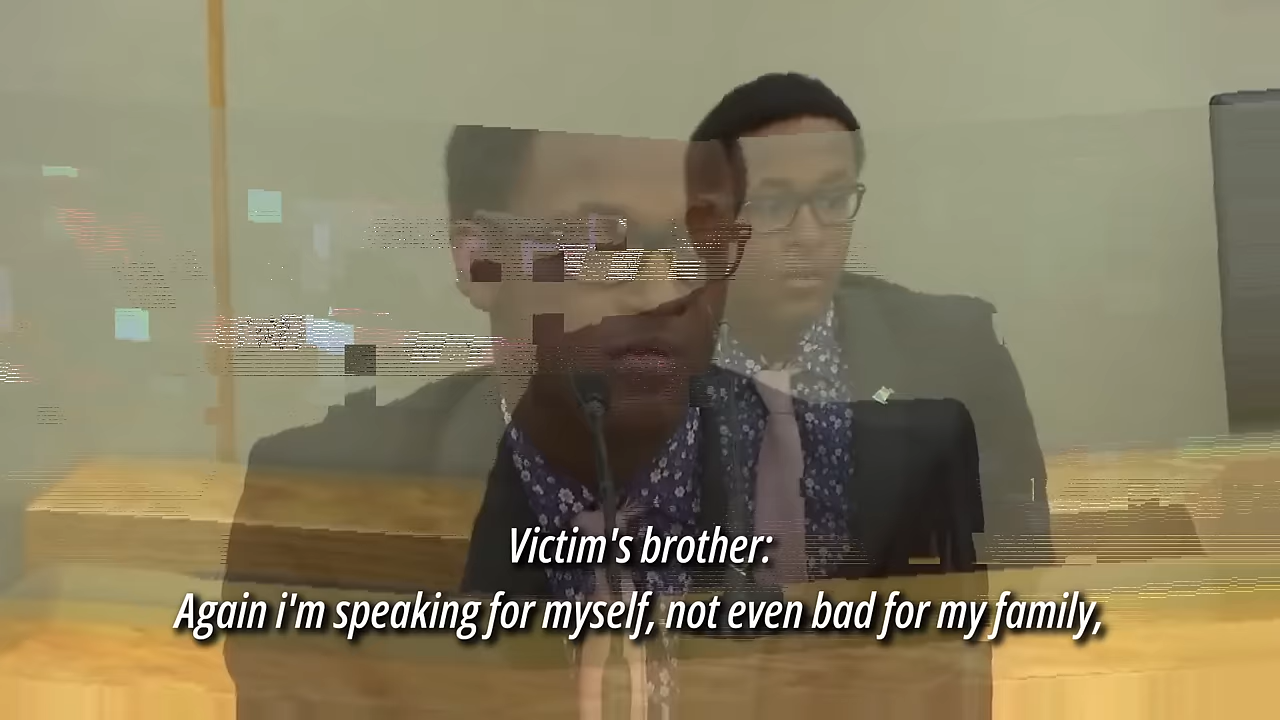 Victim's brother:
Again i'm speaking for myself, not even bad for my family,